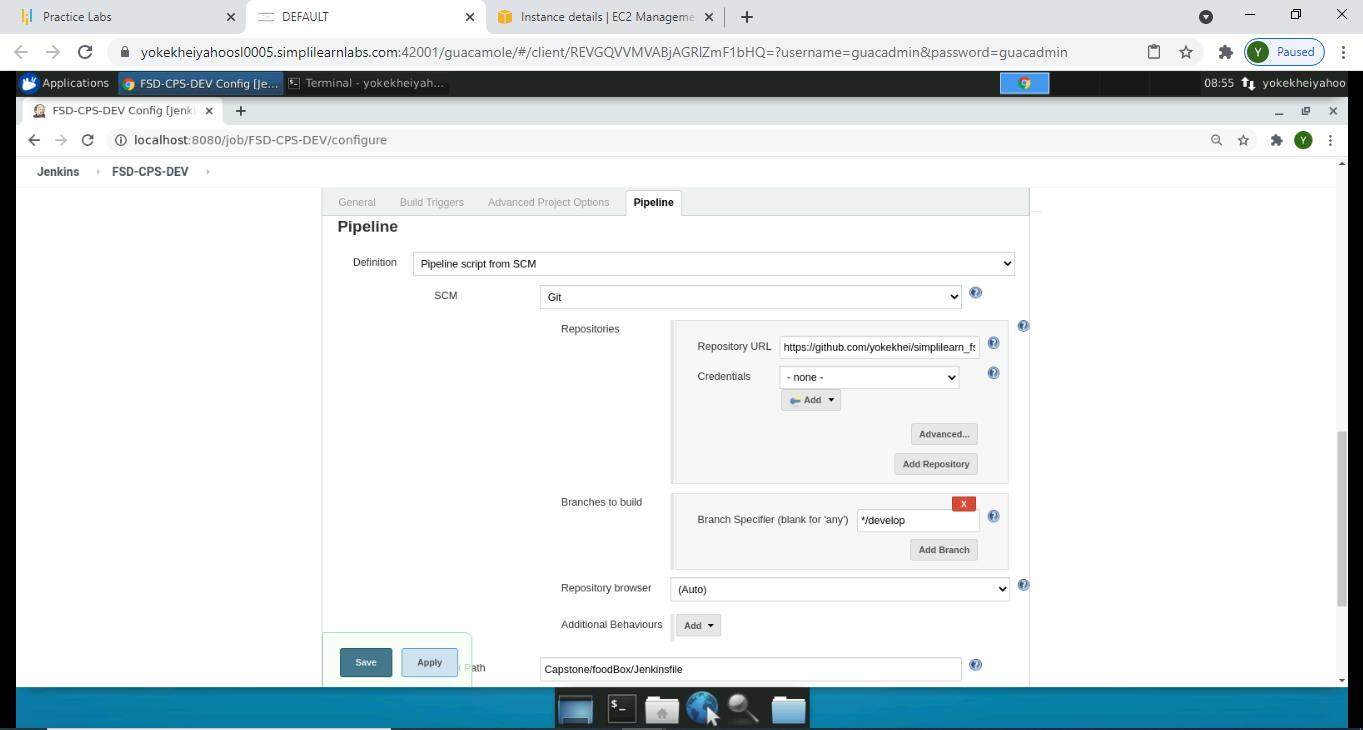 Practice Labs
DEFAULT
Instance details | EC2 Manageme
yokekheiyahoosl0005.simplilearnlabs.com:42001/guacamole/#/client/REVGQVVMVABjAGRIZmF1bHQ=?username=guacadmin&password=guacadmin
Y Paused
Applications
FSD-CPS-DEV Config [Je...
Terminal - yokekheiyah...
08:55
yokekheiyahoo
FSD-CPS-DEV Config [Jenki
localhost:8080/job/FSD-CPS-DEV/configure
Y
Jenkins
FSD-CPS-DEV
General
Build Triggers
Advanced Project Options
Pipeline
Pipeline
Definition
Pipeline script from SCM
SCM
Git
Repositories
Repository URL
https://github.com/yokekhei/simplilearn_fs
Credentials
- none -
Add
Advanced...
Add Repository
Branches to build
X
Branch Specifier (blank for 'any')
*/develop
Add Branch
Repository browser
(Auto)
Additional Behaviours
Add
Save
Apply
t Path
Capstone/foodBox/Jenkinsfile
$_